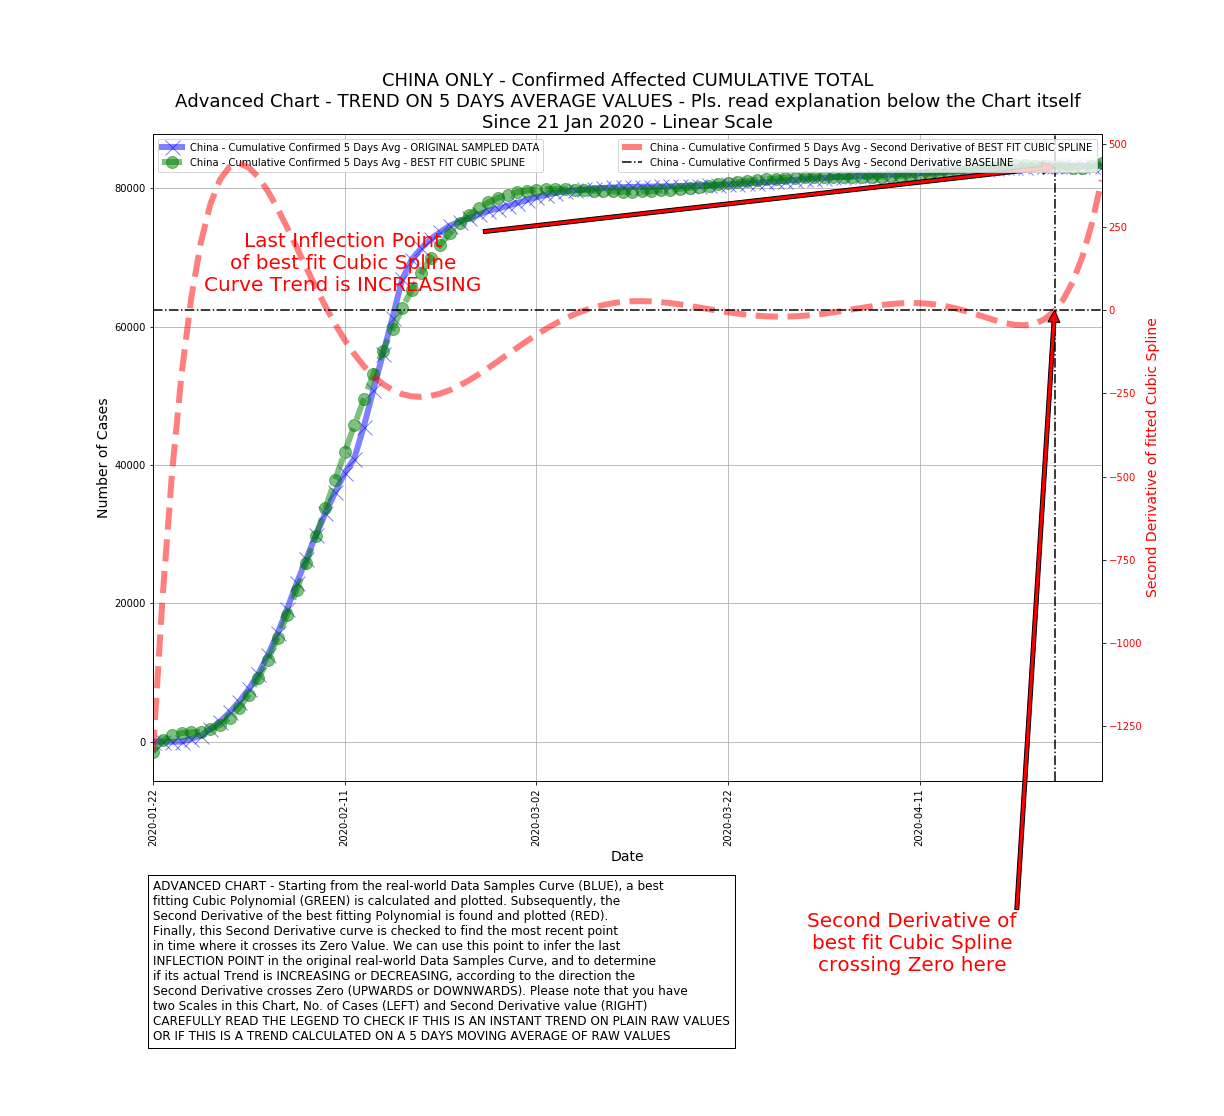 CHINA ONLY - Confirmed Affected CUMULATIVE TOTAL
Advanced Chart - TREND ON 5 DAYS AVERAGE VALUES - Pls. read explanation below the Chart itself
Since 21 Jan 2020 - Linear Scale
China - Cumulative Confirmed 5 Days Avg - ORIGINAL SAMPLED DATA
China - Cumulative Confirmed 5 Days Avg - BEST FIT CUBIC SPLINE
China - Cumulative Confirmed 5 Days Avg - Second Derivative of BEST FIT CUBIC SPLINE
China - Cumulative Confirmed 5 Days Avg - Second Derivative BASELINE
Last Inflection Point
of best fit Cubic Spline
Curve Trend is INCREASING
Number of Cases
80000
60000
40000
20000
0
500
250
0
−250
−500
−750
−1000
−1250
Second Derivative of fitted Cubic Spline
2020-01-22
2020-02-11
2020-03-02
2020-03-22
2020-04-11
Date
Second Derivative of
best fit Cubic Spline
crossing Zero here
ADVANCED CHART - Starting from the real-world Data Samples Curve (BLUE), a best
fitting Cubic Polynomial (GREEN) is calculated and plotted. Subsequently, the
Second Derivative of the best fitting Polynomial is found and plotted (RED).
Finally, this Second Derivative curve is checked to find the most recent point
in time where it crosses its Zero Value. We can use this point to infer the last
INFLECTION POINT in the original real-world Data Samples Curve, and to determine
if its actual Trend is INCREASING or DECREASING, according to the direction the
Second Derivative crosses Zero (UPWARDS or DOWNWARDS). Please note that you have
two Scales in this Chart, No. of Cases (LEFT) and Second Derivative value (RIGHT)
CAREFULLY READ THE LEGEND TO CHECK IF THIS IS AN INSTANT TREND ON PLAIN RAW VALUES
OR IF THIS IS A TREND CALCULATED ON A 5 DAYS MOVING AVERAGE OF RAW VALUES